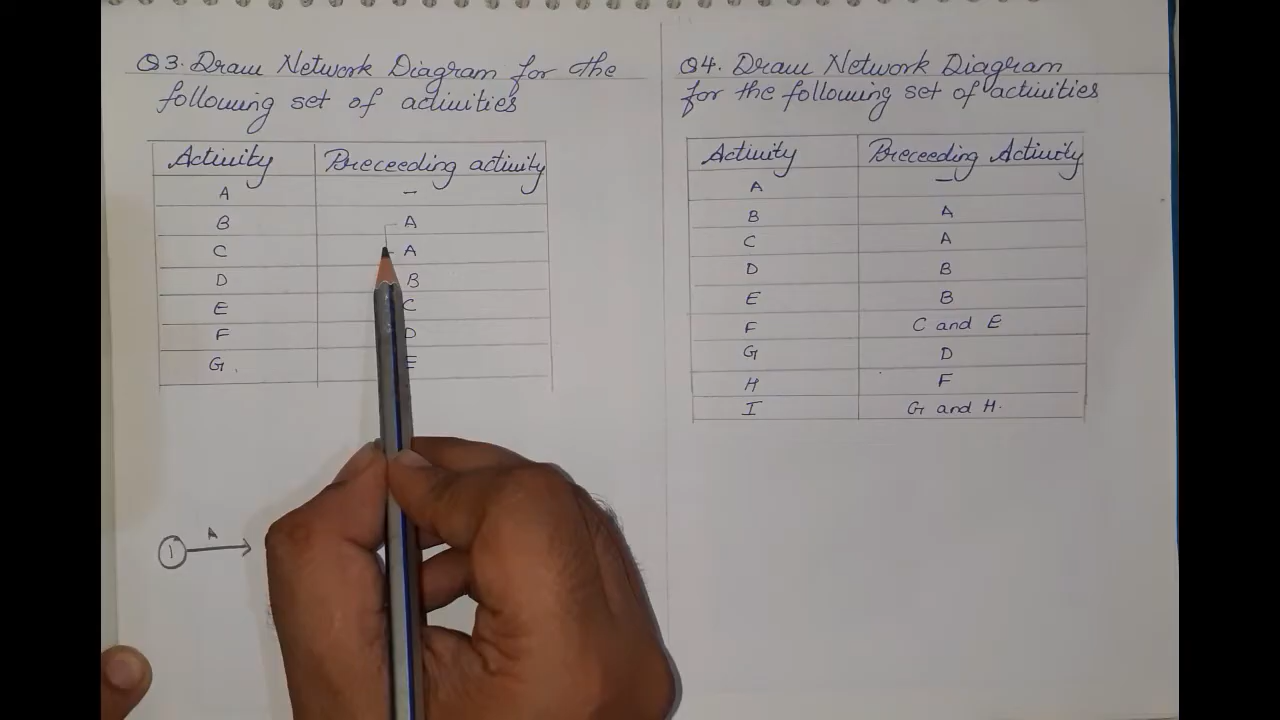 Q3. Draw Network Diagram for the
following set of activities
Activity Preceeding activity
A -
B A
C A
D B
E C
F D
G E
1 A
Q4. Draw Network Diagram
for the following set of activities
Activity Preceeding Activity
A -
B A
C A
D B
E B
F C and E
G D
H F
I G and H.